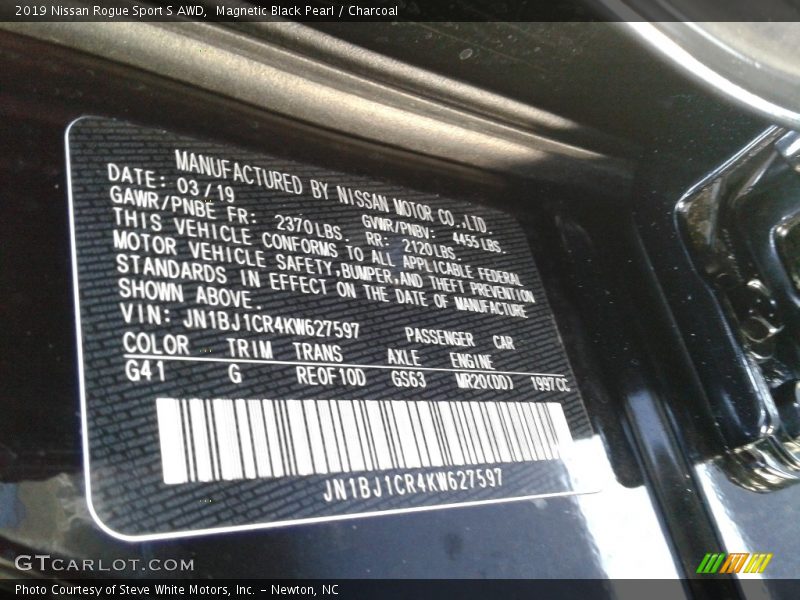 2019 Nissan Rogue Sport S AWD,  Magnetic Black Pearl / Charcoal
MANUFACTURED BY NISSAN MOTOR CO.,LTD.
DATE: 03/19 GVWR/PNBV: 4455LBS.
GAWR/PNBE FR: 2370LBS. RR: 2120LBS.
THIS VEHICLE CONFORMS TO ALL APPLICABLE FEDERAL
MOTOR VEHICLE SAFETY,BUMPER,AND THEFT PREVENTION
STANDARDS IN EFFECT ON THE DATE OF MANUFACTURE
SHOWN ABOVE.
VIN: JN1BJ1CR4KW627597 PASSENGER CAR
COLOR TRIM TRANS AXLE ENGINE
G41 G RE0F10D GS63 MR20(DD) 1997CC
JN1BJ1CR4KW627597
GTCARLOT.COM
Photo Courtesy of Steve White Motors, Inc. – Newton, NC